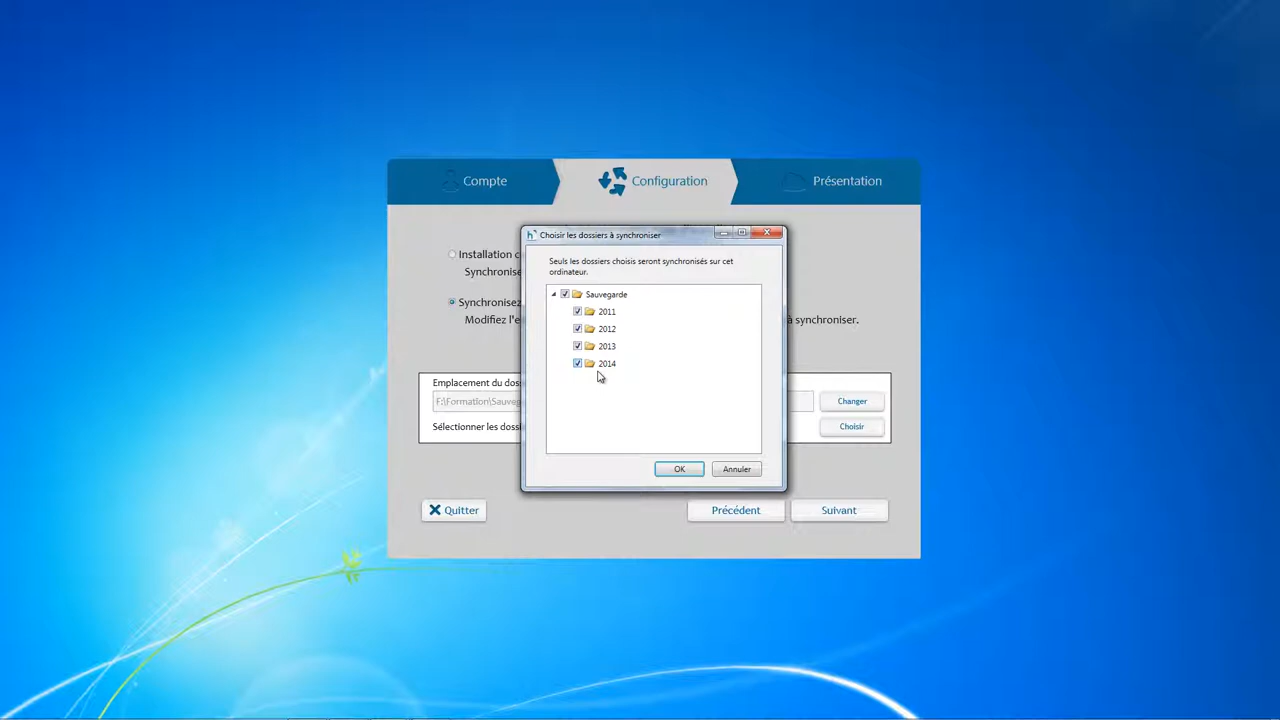 Compte
Configuration
Présentation
Choisir les dossiers à synchroniser
Installation
Synchronise
Seuls les dossiers choisis seront synchronisés sur cet
ordinateur.
Sauvegarde
2011
2012
2013
2014
Synchronisez
Modifiez l'e
à synchroniser.
Emplacement du dos
F:\Formation\Sauveg
Changer
Sélectionner les dossi
Choisir
OK
Annuler
Quitter
Précédent
Suivant